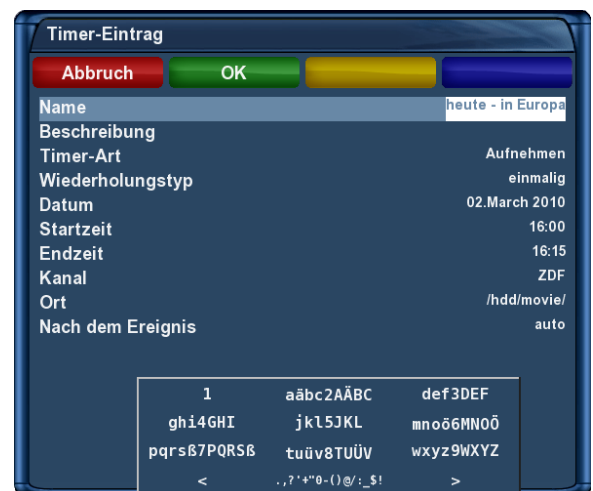 Timer-Eintrag
Abbruch OK
Name heute - in Europa
Beschreibung
Timer-Art Aufnehmen
Wiederholungstyp einmalig
Datum 02.March 2010
Startzeit 16:00
Endzeit 16:15
Kanal ZDF
Ort /hdd/movie/
Nach dem Ereignis auto
1 aäbc2AÄBC def3DEF
ghi4GHI jkl5JKL mnoö6MNOÖ
pqrsß7PQRSß tuüv8TUÜV wxyz9WXYZ
< .,?'+"0-()@/:_$! >